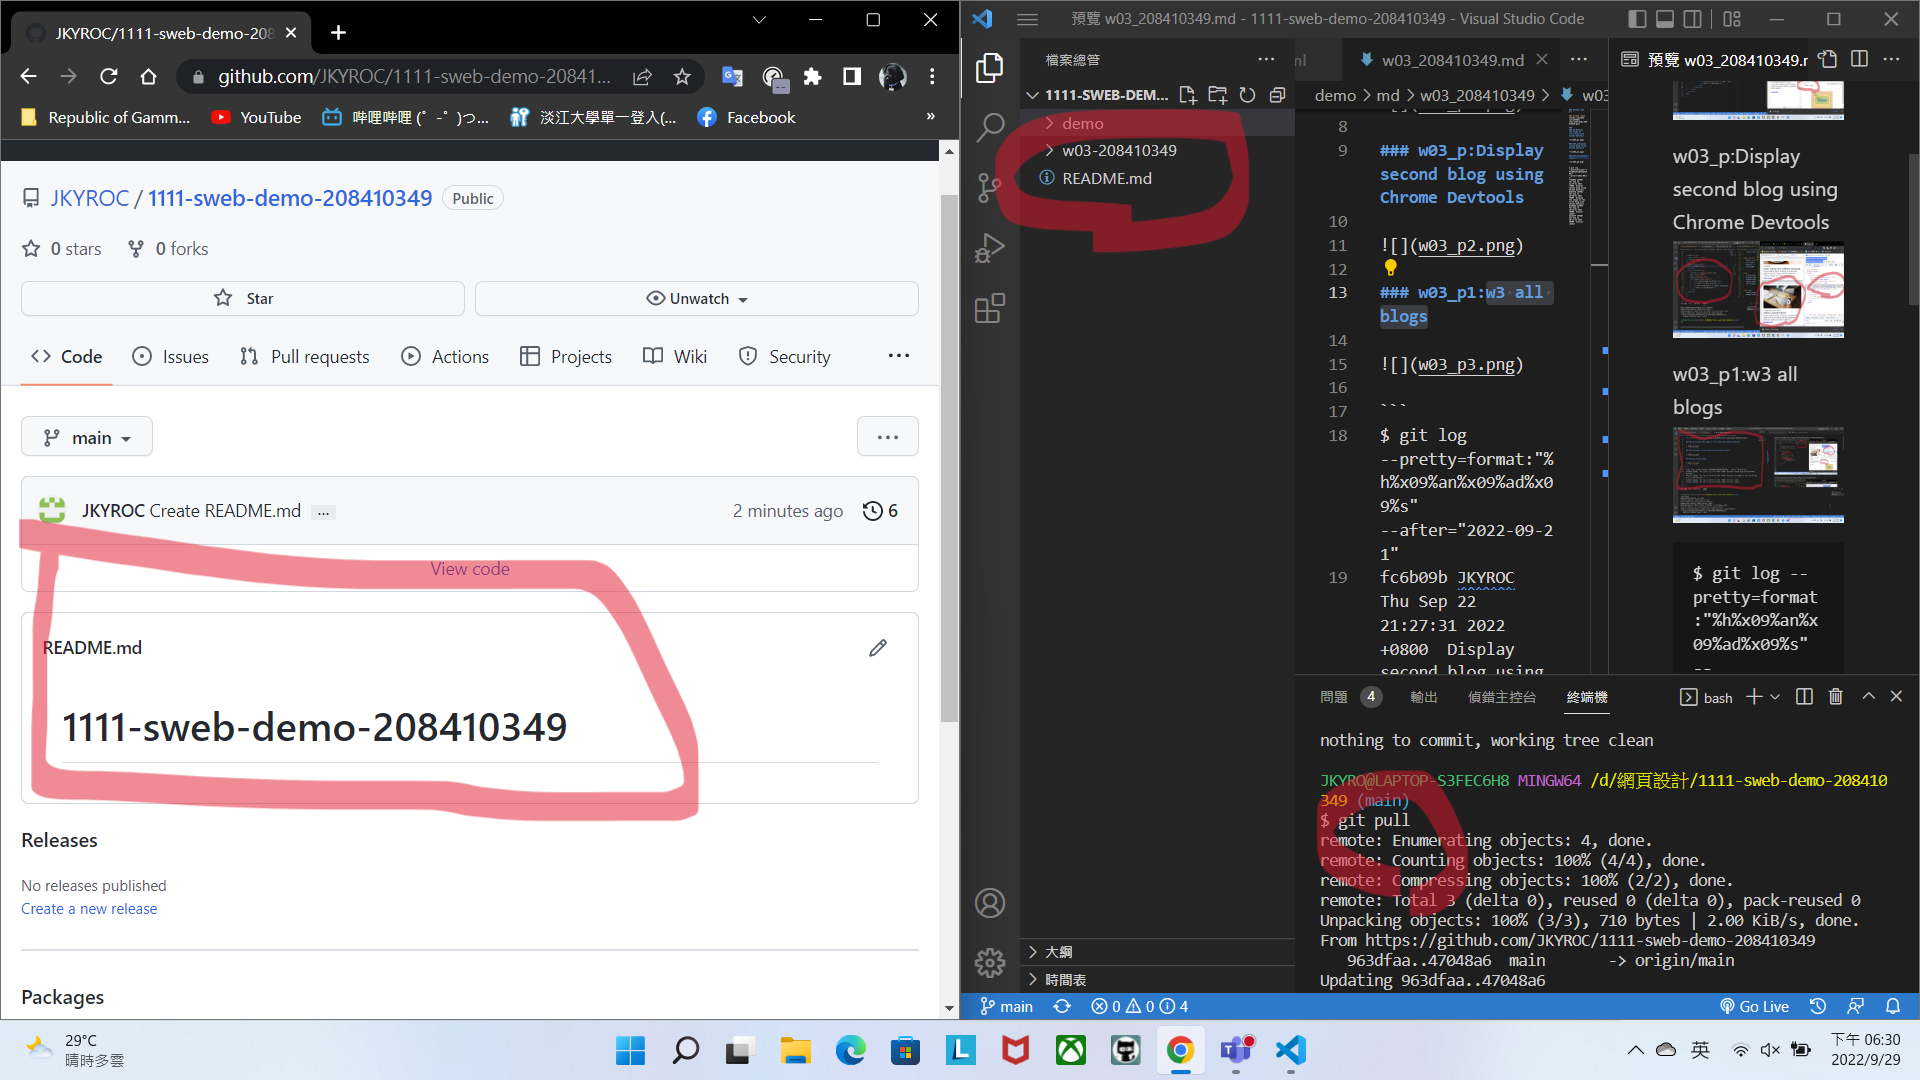 JKYROC/1111-sweb-demo-208
github.com/JKYROC/1111-sweb-demo-20841...
Republic of Gamm...
YouTube
哔哩哔哩 (゜-゜)つ...
淡江大學單一登入(...
Facebook
»
JKYROC / 1111-sweb-demo-208410349
Public
0 stars
0 forks
Star
Unwatch
Code
Issues
Pull requests
Actions
Projects
Wiki
Security
main
JKYROC Create README.md ...
2 minutes ago
6
View code
README.md
1111-sweb-demo-208410349
Releases
No releases published
Create a new release
Packages
預覽 w03_208410349.md - 1111-sweb-demo-208410349 - Visual Studio Code
檔案總管
1111-SWEB-DEM...
demo
w03-208410349
README.md
大綱
時間表
w03_208410349.md
demo > md > w03_208410349 > w03
8
9 ### w03_p:Display
second blog using
Chrome Devtools
10
11 ![](w03_p2.png)
12
13 ### w03_p1:w3 all
blogs
14
15 ![](w03_p3.png)
16
17 ```
18 $ git log
--pretty=format:"%
h%x09%an%x09%ad%x0
9%s"
--after="2022-09-2
1"
19 fc6b09b JKYROC
Thu Sep 22
21:27:31 2022
+0800 Display
second blog using
預覽 w03_208410349.m
w03_p:Display
second blog using
Chrome Devtools
w03_p1:w3 all
blogs
$ git log --
pretty=format
:"%h%x09%an%x
09%ad%x09%s"
--
問題 4
輸出
偵錯主控台
終端機
bash
nothing to commit, working tree clean
JKYRO@LAPTOP-S3FEC6H8 MINGW64 /d/網頁設計/1111-sweb-demo-208410
349 (main)
$ git pull
remote: Enumerating objects: 4, done.
remote: Counting objects: 100% (4/4), done.
remote: Compressing objects: 100% (2/2), done.
remote: Total 3 (delta 0), reused 0 (delta 0), pack-reused 0
Unpacking objects: 100% (3/3), 710 bytes | 2.00 KiB/s, done.
From https://github.com/JKYROC/1111-sweb-demo-208410349
963dfaa..47048a6 main -> origin/main
Updating 963dfaa..47048a6
main
0 0 4
Go Live
29°C
晴時多雲
英
下午 06:30
2022/9/29